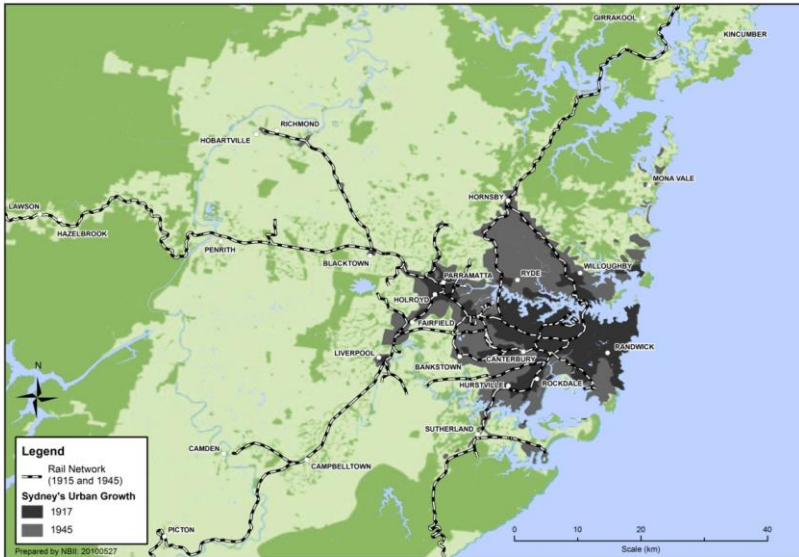 GIRRAKOOL
KINCUMBER
RICHMOND
HOBARTVILLE
MONA VALE
HORNSBY
LAWSON
HAZELBROOK
PENRITH
BLACKTOWN
WILLOUGHBY
PARRAMATTA
RYDE
HOLROYD
FAIRFIELD
LIVERPOOL
RANDWICK
CANTERBURY
BANKSTOWN
HURSTVILLE
ROCKDALE
N
SUTHERLAND
CAMDEN
CAMPBELLTOWN
PICTON
Legend
Rail Network
(1915 and 1945)
Sydney's Urban Growth
1917
1945
Prepared by NBII: 20100527
0 10 20 40
Scale (km)